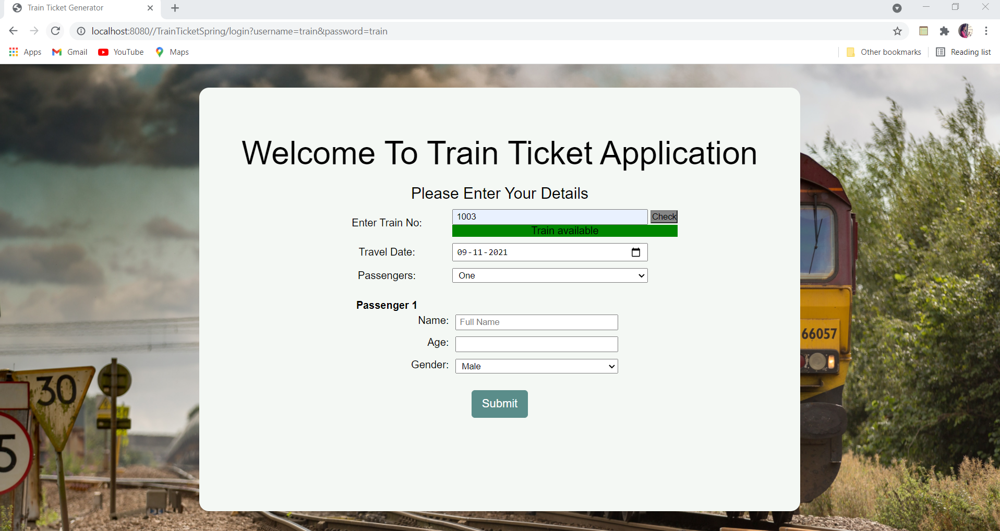 Train Ticket Generator
localhost:8080//TrainTicketSpring/login?username=train&password=train
Apps Gmail YouTube Maps Other bookmarks Reading list
Welcome To Train Ticket Application
Please Enter Your Details
Enter Train No: 1003 Check
Train available
Travel Date: 09-11-2021
Passengers: One
Passenger 1
Name: Full Name
Age:
Gender: Male
Submit
66057
30
5